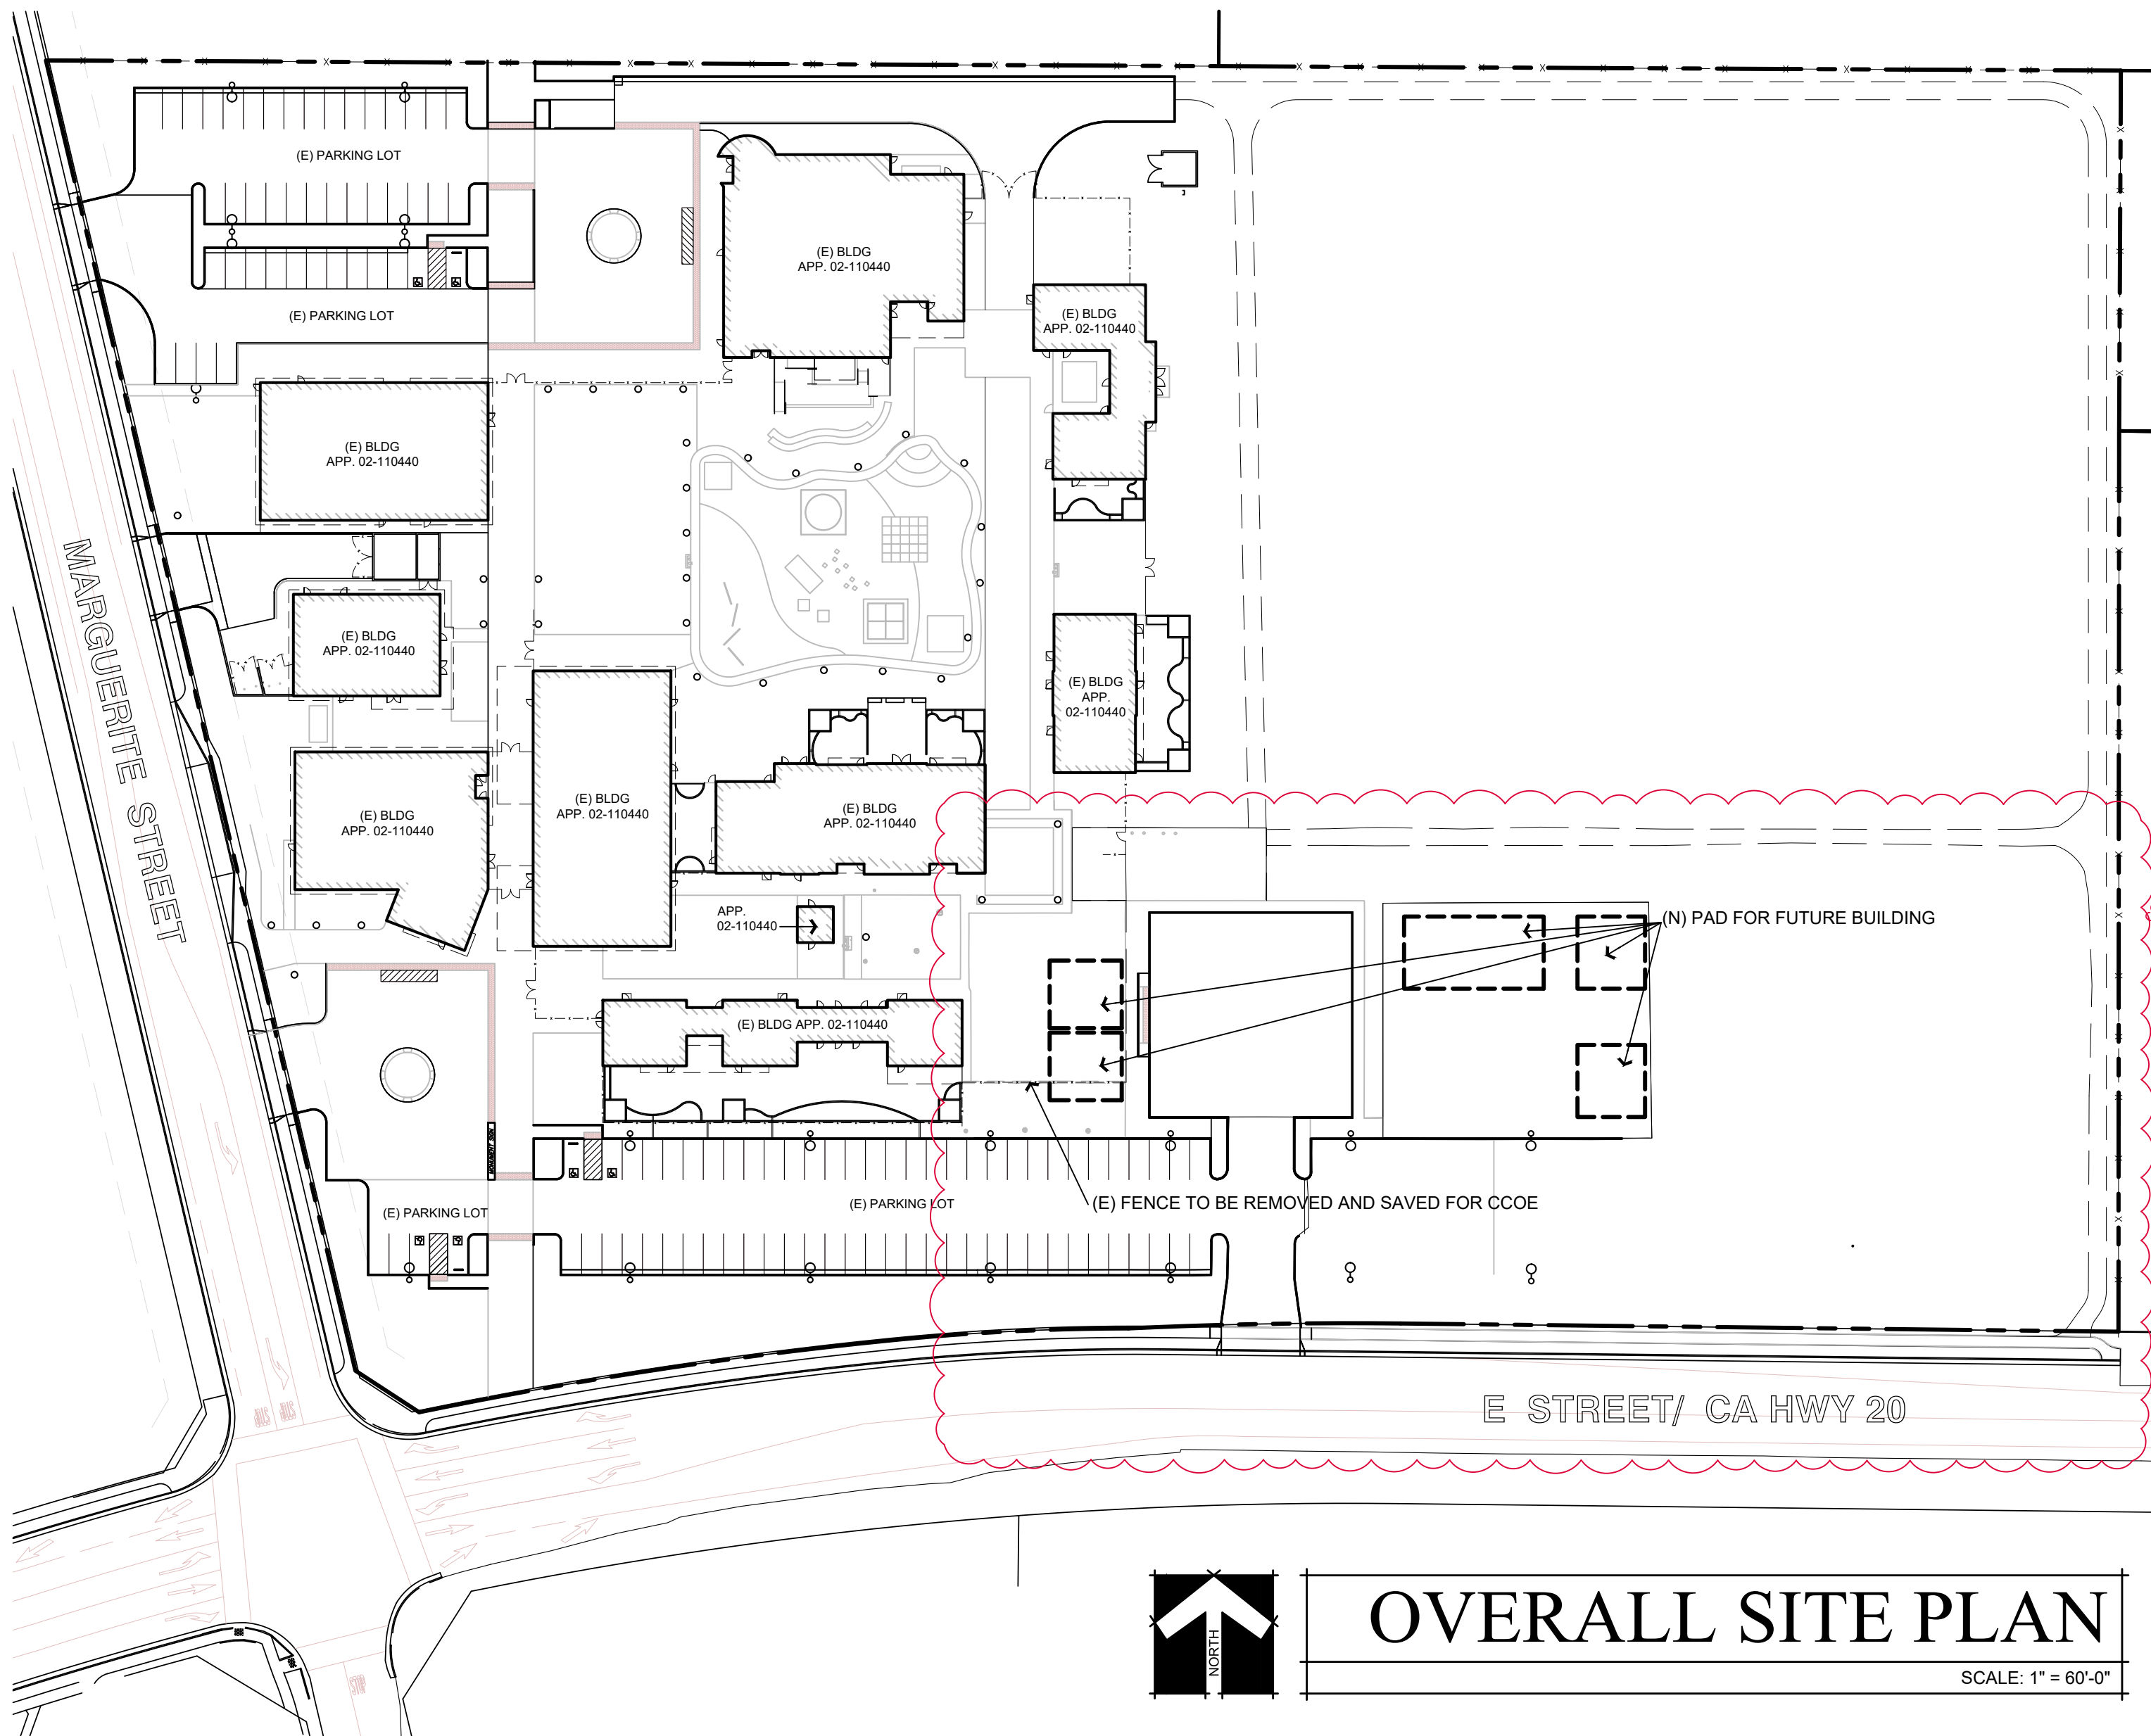 (E) PARKING LOT
(E) BLDG
APP. 02-110440
(E) PARKING LOT
(E) BLDG
APP. 02-110440
(E) BLDG
APP. 02-110440
MARGUERITE STREET
(E) BLDG
APP. 02-110440
(E) BLDG
APP.
02-110440
(E) BLDG
APP. 02-110440
(E) BLDG
APP. 02-110440
(E) BLDG
APP. 02-110440
APP.
02-110440
(N) PAD FOR FUTURE BUILDING
(E) BLDG APP. 02-110440
(E) PARKING LOT
(E) PARKING LOT
(E) FENCE TO BE REMOVED AND SAVED FOR CCOE
E STREET/ CA HWY 20
STOP
NORTH
OVERALL SITE PLAN
SCALE: 1" = 60'-0"